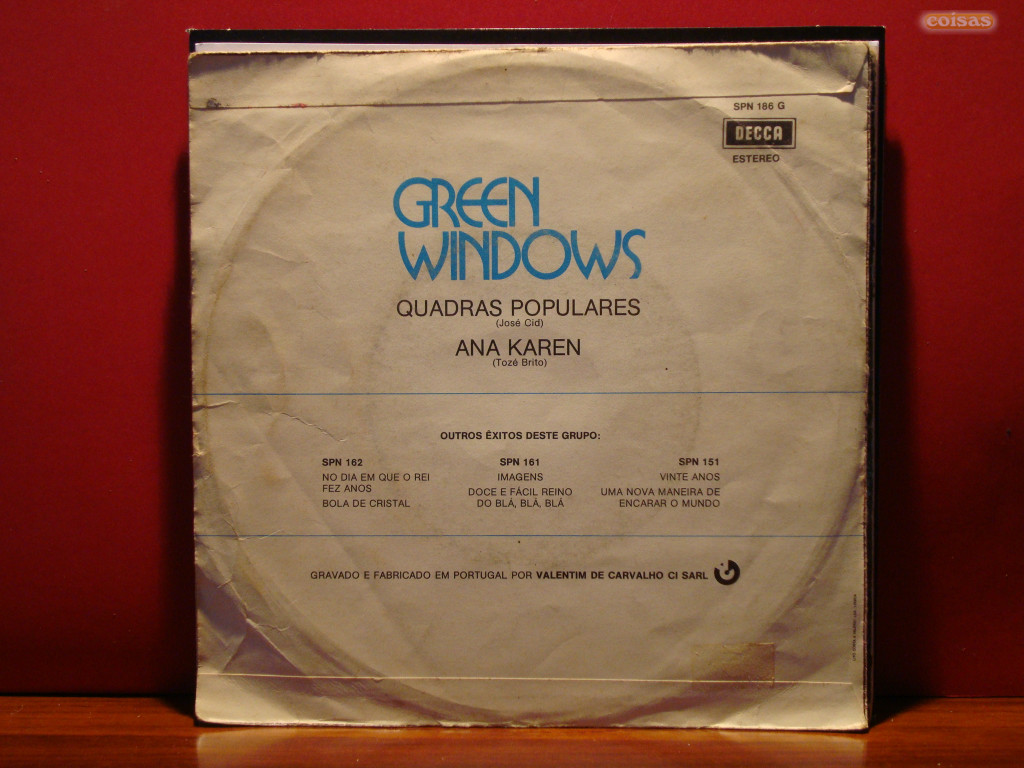 coisas
SPN 186 G
DECCA
ESTEREO
GREEN
WINDOWS
QUADRAS POPULARES
(José Cid)
ANA KAREN
(Tozé Brito)
OUTROS ÊXITOS DESTE GRUPO:
SPN 162
NO DIA EM QUE O REI
FEZ ANOS
BOLA DE CRISTAL
SPN 161
IMAGENS
DOCE E FÁCIL REINO
DO BLÁ, BLÁ, BLÁ
SPN 151
VINTE ANOS
UMA NOVA MANEIRA DE
ENCARAR O MUNDO
GRAVADO E FABRICADO EM PORTUGAL POR VALENTIM DE CARVALHO CI SARL